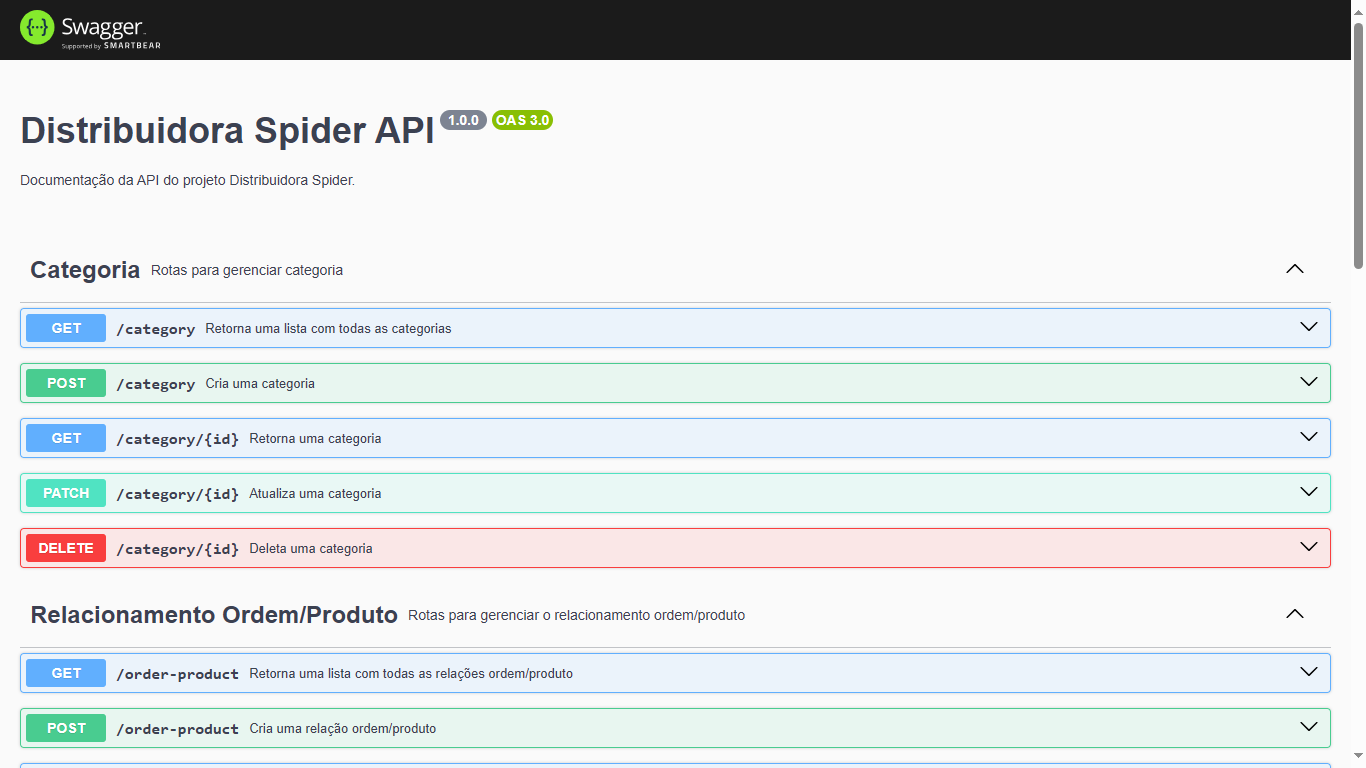 {···} Swagger
Supported by SMARTBEAR
Distribuidora Spider API 1.0.0 OAS 3.0
Documentação da API do projeto Distribuidora Spider.
Categoria Rotas para gerenciar categoria
GET /category Retorna uma lista com todas as categorias
POST /category Cria uma categoria
GET /category/{id} Retorna uma categoria
PATCH /category/{id} Atualiza uma categoria
DELETE /category/{id} Deleta uma categoria
Relacionamento Ordem/Produto Rotas para gerenciar o relacionamento ordem/produto
GET /order-product Retorna uma lista com todas as relações ordem/produto
POST /order-product Cria uma relação ordem/produto